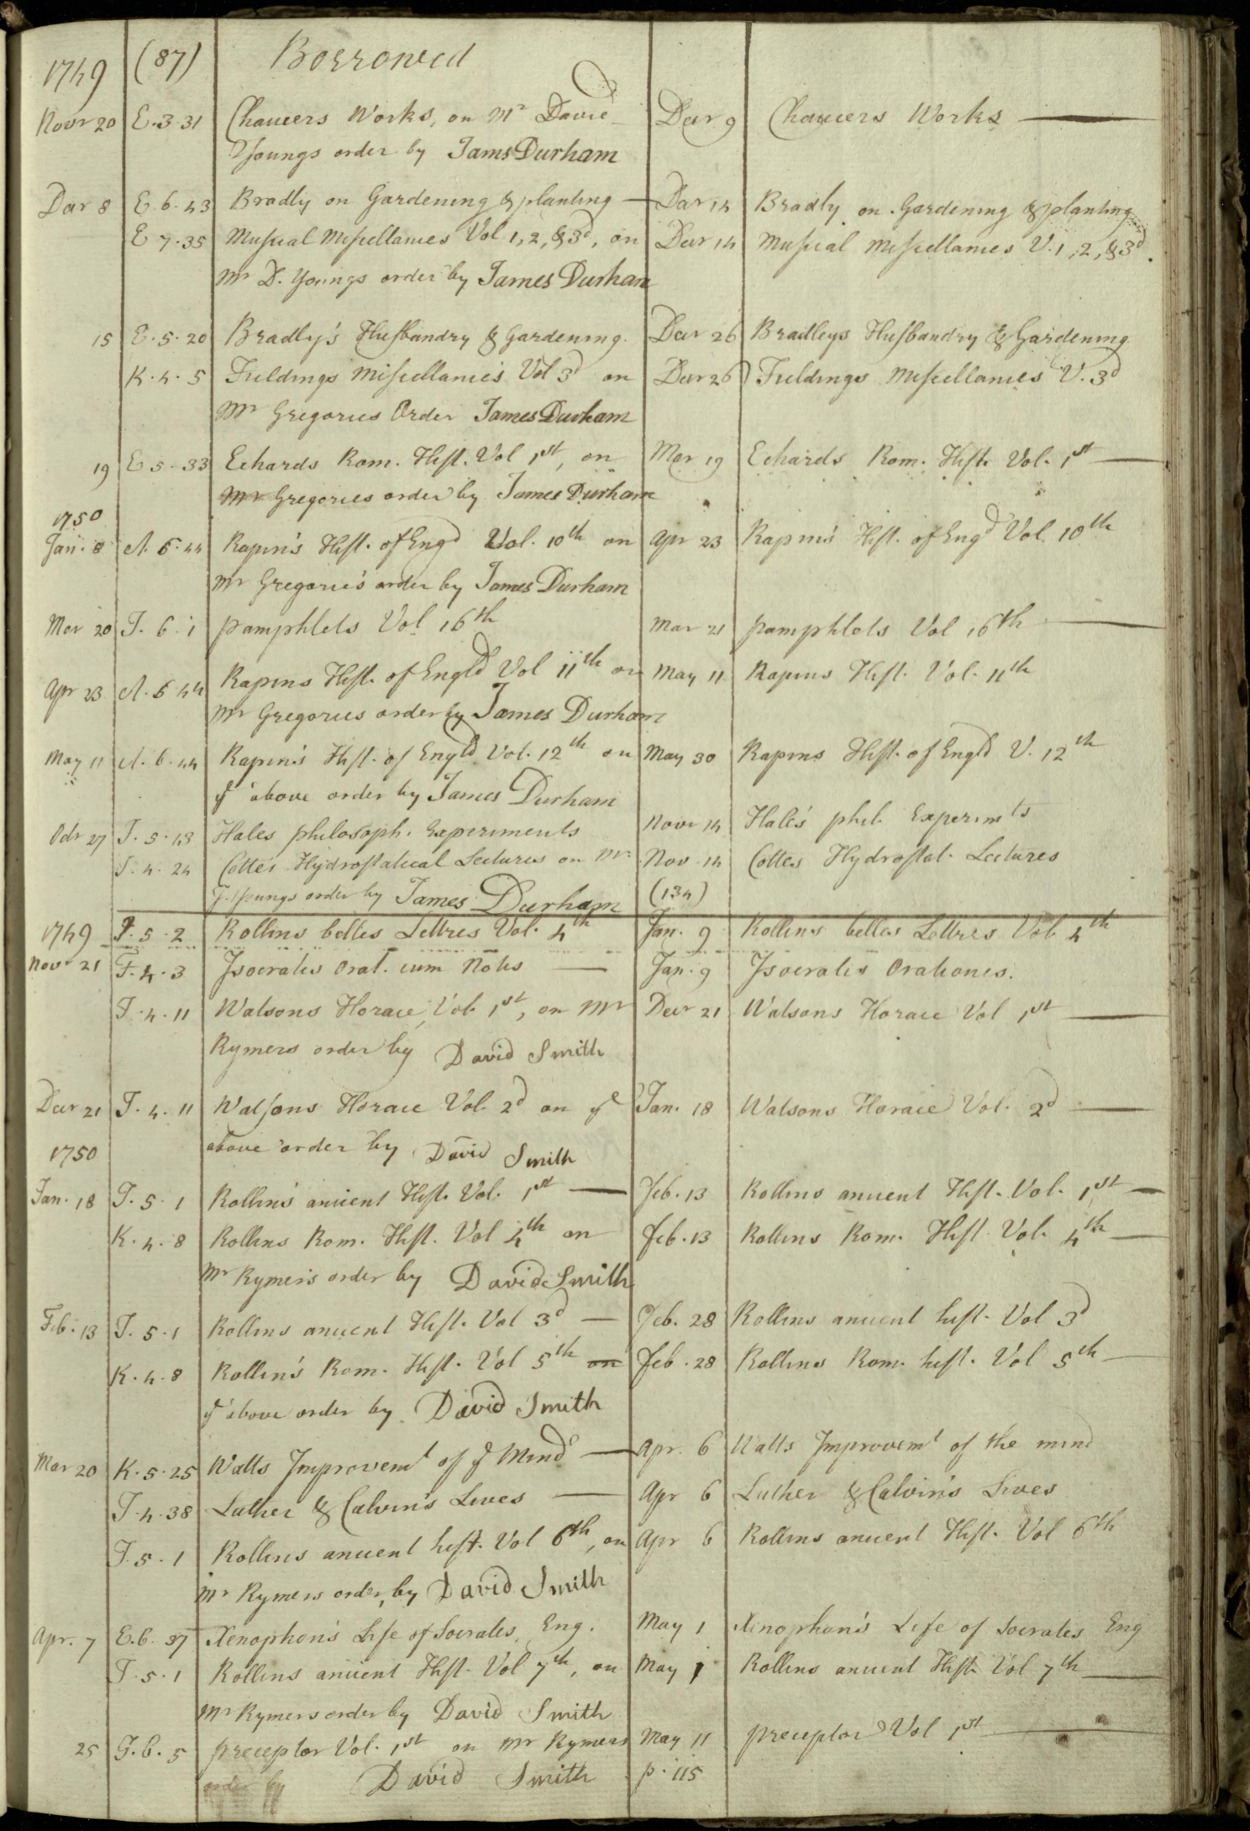 1749 (87) Borrowed
Novr 20 E.3.31 Chaucers Works, on Mr David Decr 9 Chaucers Works
Youngs order by James Durham
Decr 8 E.6.43 Bradly on Gardening & planting Decr 14 Bradly on Gardening & planting
E 7.35 Musical Miscellanies Vol 1, 2, & 3d, on Decr 14 Musical Miscellanies V. 1, 2, & 3d.
Mr D. Youngs order by James Durham
15 E.5.20 Bradly's Husbandry & Gardening. Decr 26 Bradleys Husbandry & Gardening
K.4.5 Fieldings Miscellanies Vol 3d on Decr 26 Fieldings Miscellanies V. 3d
Mr Gregories Order James Durham
19 E 5.33 Echards Rom. Hist. Vol 1st, on Mar 19 Echards Rom. Hist. Vol. 1st
Mr Gregories order by James Durham
1750
Jan. 8 A. 6.44 Rapin's Hist. of Engd Vol. 10th on Apr 23 Rapin's Hist. of Engd Vol. 10th
Mr Gregorie's order by James Durham
Mar 20 J. 6.1 pamphlets Vol 16th Mar 21 pamphlets Vol 16th
Apr 23 A. 6 44 Rapins Hist. of Engld Vol 11th on May 11 Rapins Hist. Vol. 11th
Mr Gregories order by James Durham
May 11 A. 6.44 Rapin's Hist. of Engld Vol. 12th on May 30 Rapins Hist. of Engld V. 12th
ye above order by James Durham
Octr 27 J. 5.13 Hales philosoph. Experiments Novr 14 Hale's phil. Experimts
J. 4.24 Cottes Hydrostatical Lectures on Mr Nov. 14 Cottes Hydrostat. Lectures
Youngs order by James Durham (134)
1749 J. 5.2 Rollins belles Lettres Vol. 4th Jan. 9 Rollins belles Lettres Vol. 4th
Novr 21 F.4.3 Isocratis Orat. cum Notis Jan. 9 Isocratis Orationes.
J.4.11 Watsons Horace, Vol. 1st, on Mr Decr 21 Watsons Horace Vol 1st
Rymers order by David Smith
Decr 21 J. 4.11 Watsons Horace Vol. 2d on ye Jan. 18 Watsons Horace Vol. 2d
above order by David Smith
1750
Jan. 18 J. 5.1 Rollin's ancient Hist. Vol. 1st Feb. 13 Rollins ancient Hist. Vol. 1st
K. 4.8 Rollins Rom. Hist. Vol 4th on Feb. 13 Rollins Rom. Hist Vol. 4th
Mr Rymer's order by David Smith
Feb. 13 J. 5.1 Rollins ancient Hist. Vol 3d Feb. 28 Rollins ancient hist. Vol 3d
K.4.8 Rollin's Rom. Hist. Vol 5th on Feb. 28 Rollins Rom. hist. Vol 5th
ye above order by David Smith
Mar 20 K.5.25 Watts Improvemt of ye Mind Apr. 6 Watts Improvemt of the mind
J.4.38 Luther & Calvin's Lives Apr 6 Luther & Calvin's Lives
J.5.1 Rollins ancient hist. Vol 6th, on Apr 6 Rollins ancient Hist. Vol 6th
Mr Rymers order, by David Smith
Apr. 7 E.6.37 Xenophon's Life of Socrates, Eng. May 1 Xenophon's Life of Socrates Eng
J.5.1 Rollins ancient Hist. Vol 7th, on May 1 Rollins ancient Hist. Vol 7th
Mr Rymers order by David Smith
25 J.6.5 preceptor Vol. 1st on Mr Rymers May 11 preceptor Vol 1st
order by David Smith p. 115